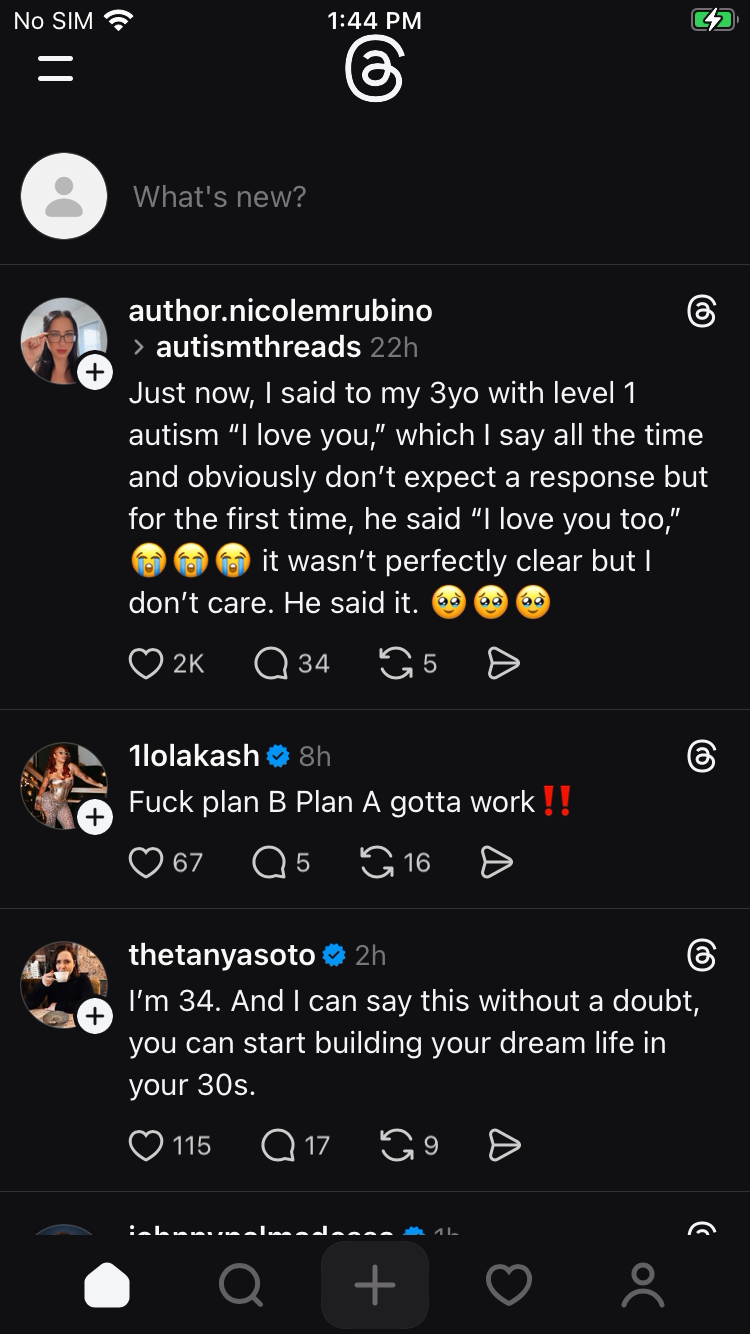 No SIM 1:44 PM
What's new?
author.nicolemrubino
> autismthreads 22h
Just now, I said to my 3yo with level 1
autism “I love you,” which I say all the time
and obviously don’t expect a response but
for the first time, he said “I love you too,”
😭😭😭 it wasn’t perfectly clear but I
don’t care. He said it. 🥹🥹🥹
2K 34 5
1lolakash 8h
Fuck plan B Plan A gotta work‼️
67 5 16
thetanyasoto 2h
I’m 34. And I can say this without a doubt,
you can start building your dream life in
your 30s.
115 17 9
1h